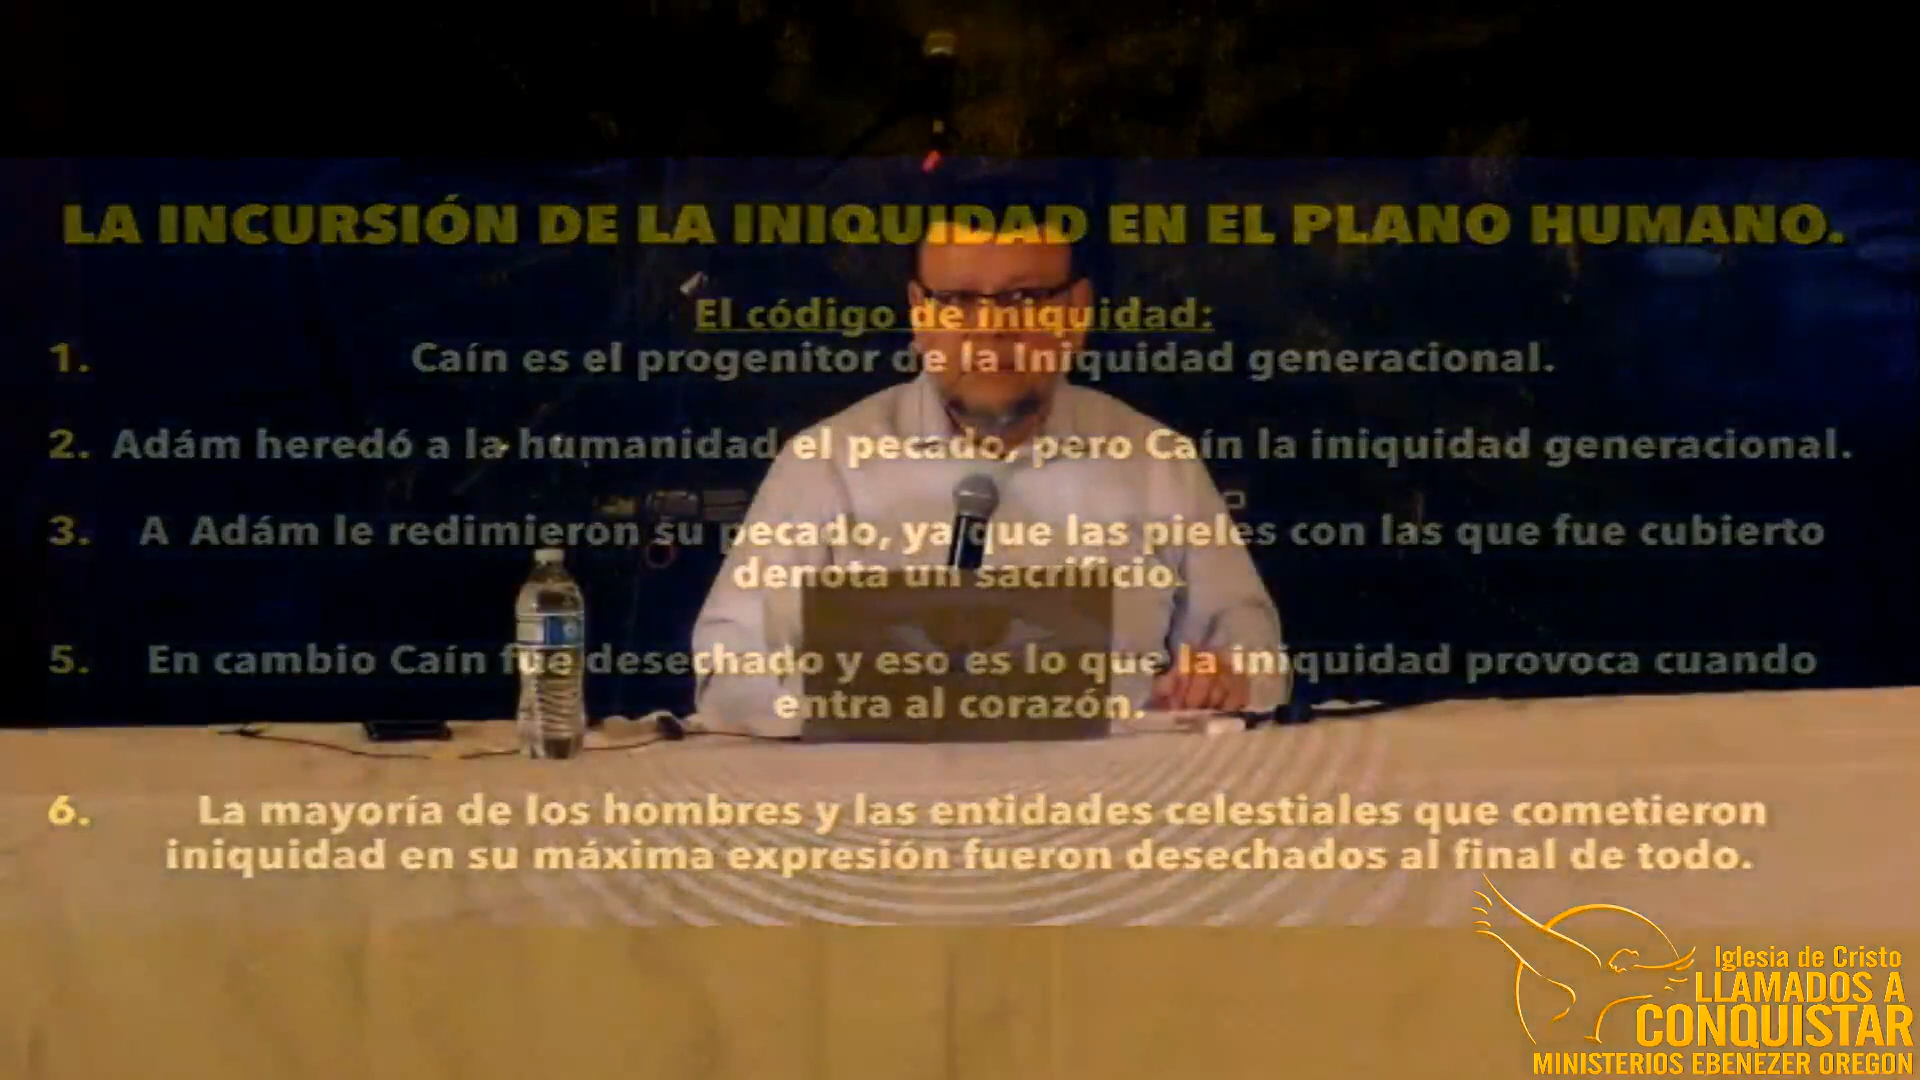 LA INCURSIÓN DE LA INIQUIDAD EN EL PLANO HUMANO.
El código de iniquidad:
1. Caín es el progenitor de la Iniquidad generacional.
2. Adám heredó a la humanidad el pecado, pero Caín la iniquidad generacional.
3. A Adám le redimieron su pecado, ya que las pieles con las que fue cubierto
denota un sacrificio.
5. En cambio Caín fue desechado y eso es lo que la iniquidad provoca cuando
entra al corazón.
6. La mayoría de los hombres y las entidades celestiales que cometieron
iniquidad en su máxima expresión fueron desechados al final de todo.
Iglesia de Cristo
LLAMADOS A
CONQUISTAR
MINISTERIOS EBENEZER OREGON